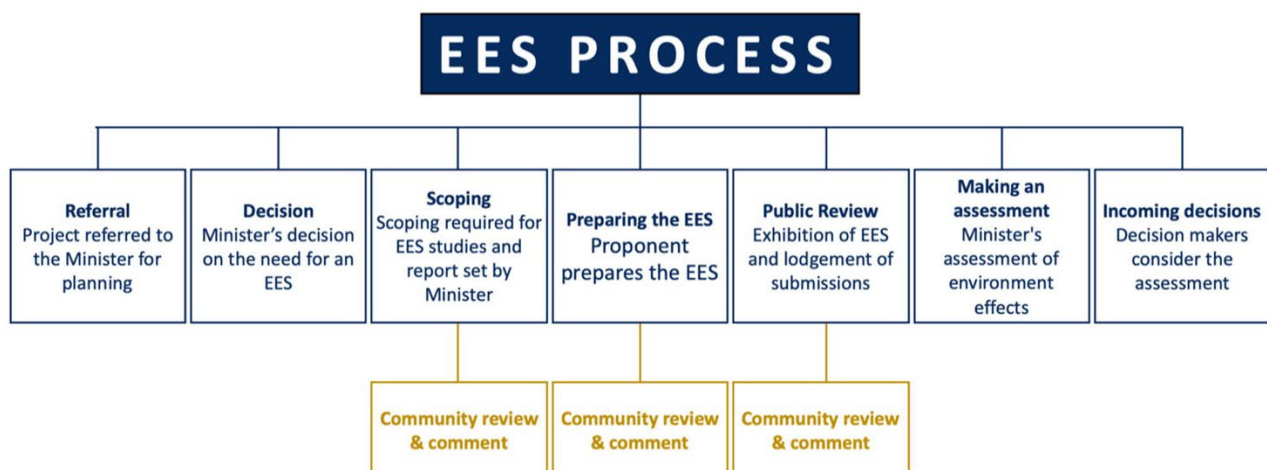 EES PROCESS
Referral
Project referred to
the Minister for
planning
Decision
Minister's decision
on the need for an
EES
Scoping
Scoping required for
EES studies and
report set by
Minister
Preparing the EES
Proponent
prepares the EES
Public Review
Exhibition of EES
and lodgement of
submissions
Making an
assessment
Minister's
assessment of
environment
effects
Incoming decisions
Decision makers
consider the
assessment
Community review
& comment
Community review
& comment
Community review
& comment